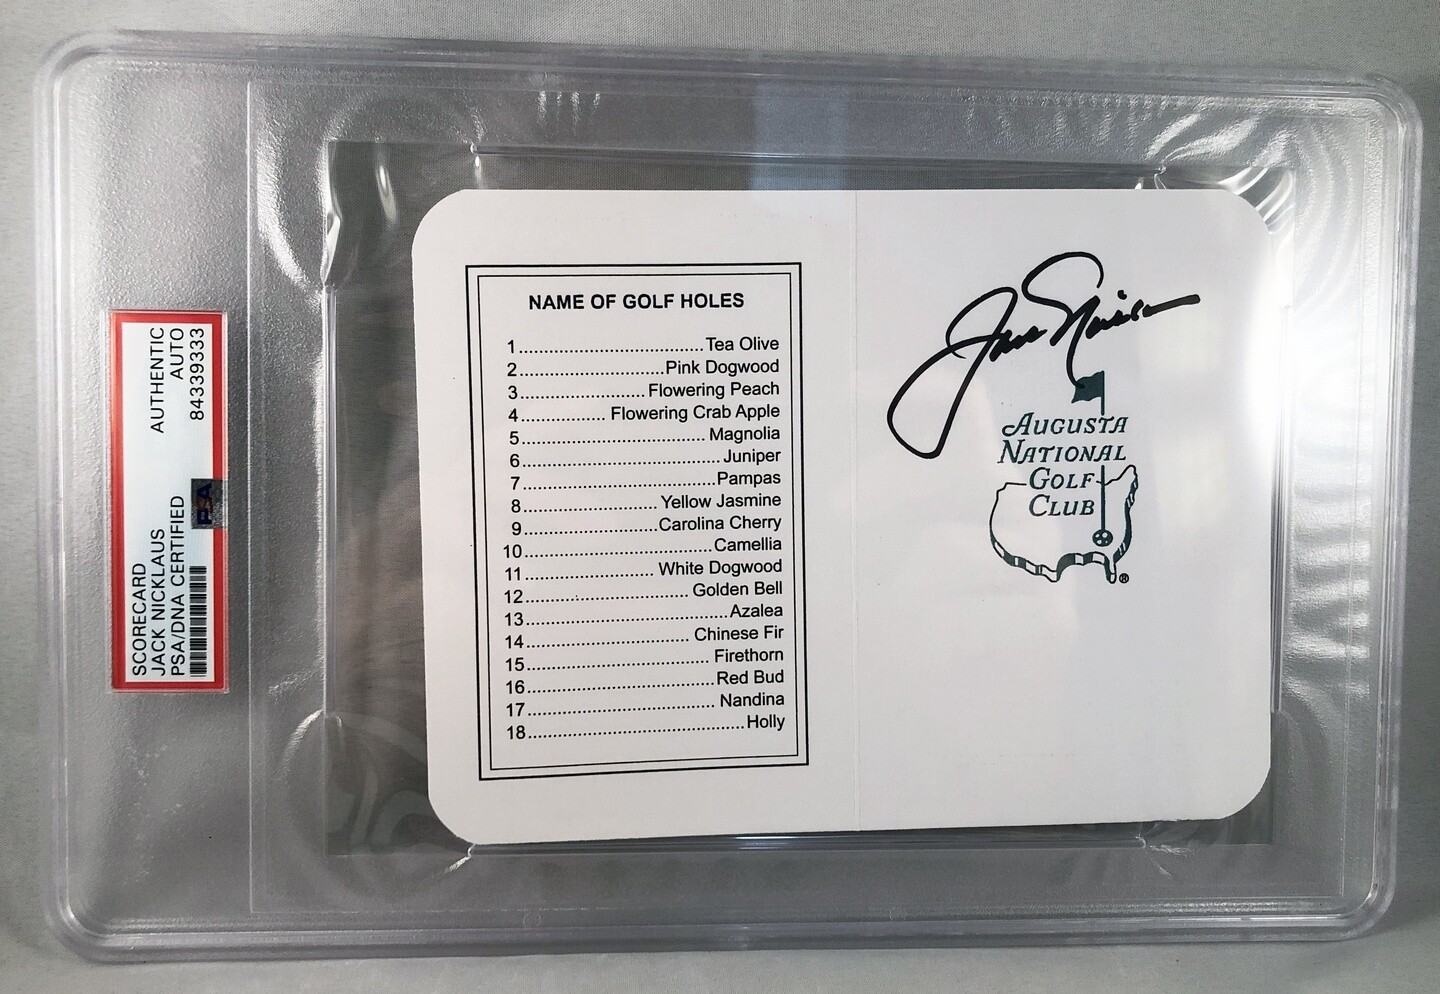 SCORECARD AUTHENTIC
JACK NICKLAUS AUTO
PSA/DNA CERTIFIED 84339333
PSA
NAME OF GOLF HOLES
1........................................Tea Olive
2................................Pink Dogwood
3...........................Flowering Peach
4................... Flowering Crab Apple
5........................................Magnolia
6...........................................Juniper
7..........................................Pampas
8............................. Yellow Jasmine
9.............................Carolina Cherry
10........................................Camellia
11............................ White Dogwood
12................................... Golden Bell
13............................................Azalea
14................................... Chinese Fir
15....................................... Firethorn
16.........................................Red Bud
17......................................... Nandina
18...............................................Holly
Jack Nicklaus
AUGUSTA
NATIONAL
GOLF
CLUB
®